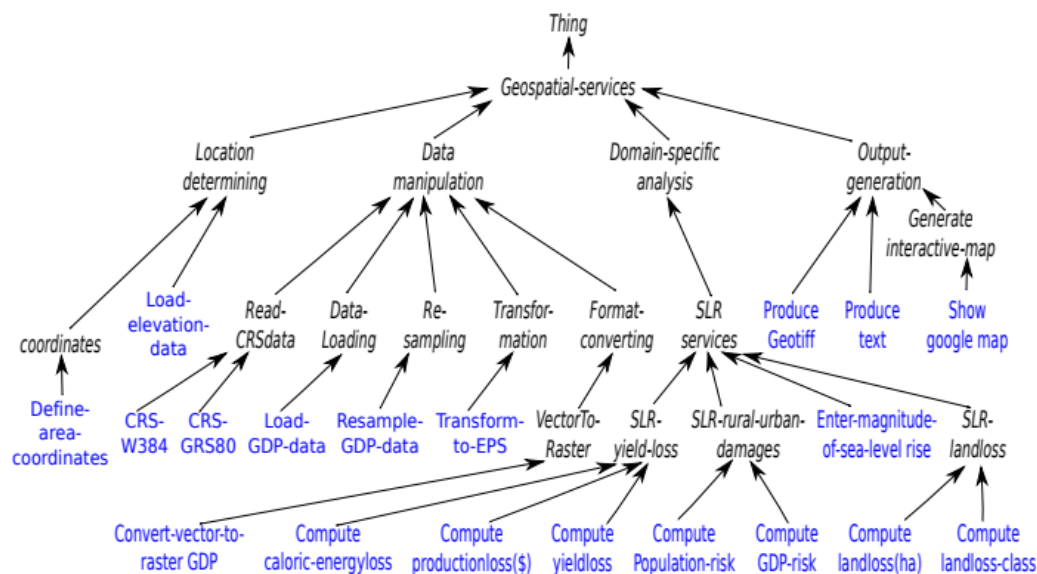 Thing
Geospatial-services
Location
determining
Data
manipulation
Domain-specific
analysis
Output-
generation
Generate
interactive-map
coordinates
Load-
elevation-
data
Read-
CRSdata
Data-
Loading
Re-
sampling
Transfor-
mation
Format-
converting
SLR
services
Produce
Geotiff
Produce
text
Show
google map
Define-
area-
coordinates
CRS-
W384
CRS-
GRS80
Load-
GDP-data
Resample-
GDP-data
Transform-
to-EPS
VectorTo-
Raster
SLR-
yield-loss
SLR-rural-urban-
damages
Enter-magnitude-
of-sea-level rise
SLR-
landloss
Convert-vector-to-
raster GDP
Compute
caloric-energyloss
Compute
productionloss($)
Compute
yieldloss
Compute
Population-risk
Compute
GDP-risk
Compute
landloss(ha)
Compute
landloss-class